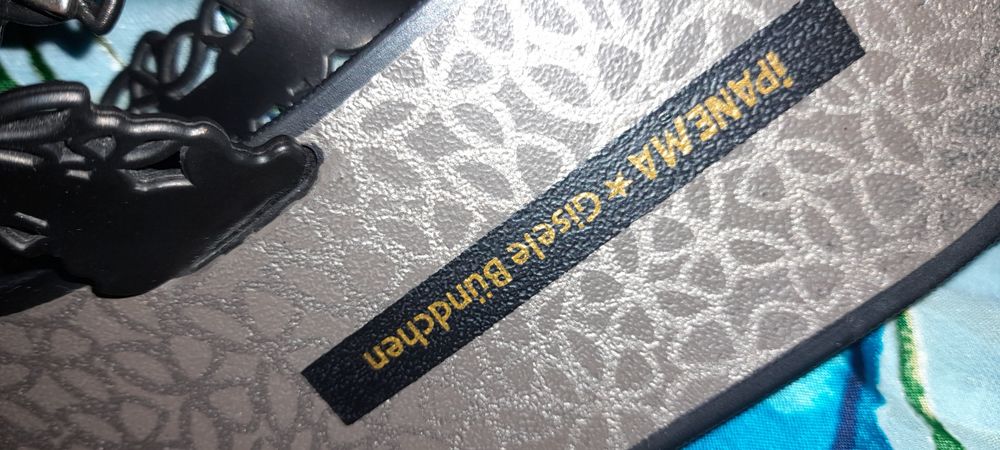 iPANEMA ★ Gisele Bündchen